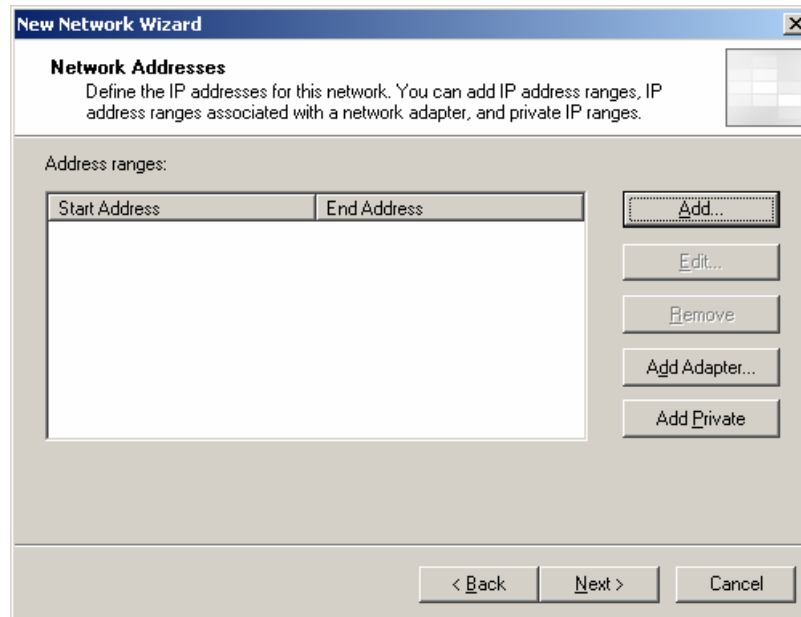 New Network Wizard
Network Addresses
Define the IP addresses for this network. You can add IP address ranges, IP
address ranges associated with a network adapter, and private IP ranges.
Address ranges:
Start Address End Address
Add...
Edit...
Remove
Add Adapter...
Add Private
< Back Next > Cancel